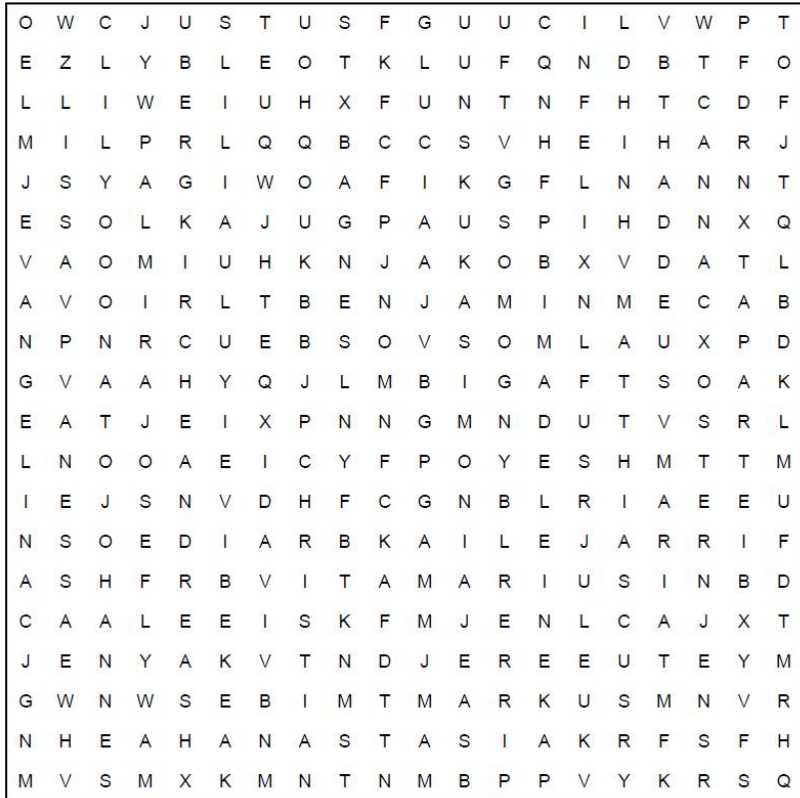 O W C J U S T U S F G U U C I L V W P T
E Z L Y B L E O T K L U F Q N D B T F O
L L I W E I U H X F U N T N F H T C D F
M I L P R L Q Q B C C S V H E I H A R J
J S Y A G I W O A F I K G F L N A N N T
E S O L K A J U G P A U S P I H D N X Q
V A O M I U H K N J A K O B X V D A T L
A V O I R L T B E N J A M I N M E C A B
N P N R C U E B S O V S O M L A U X P D
G V A A H Y Q J L M B I G A F T S O A K
E A T J E I X P N N G M N D U T V S R L
L N O O A E I C Y F P O Y E S H M T T M
I E J S N V D H F C G N B L R I A E E U
N S O E D I A R B K A I L E J A R R I F
A S H F R B V I T A M A R I U S I N B D
C A A L E E I S K F M J E N L C A J X T
J E N Y A K V T N D J E R E E U T E Y M
G W N W S E B I M T M A R K U S M N V R
N H E A H A N A S T A S I A K R F S F H
M V S M X K M N T N M B P P V Y K R S Q